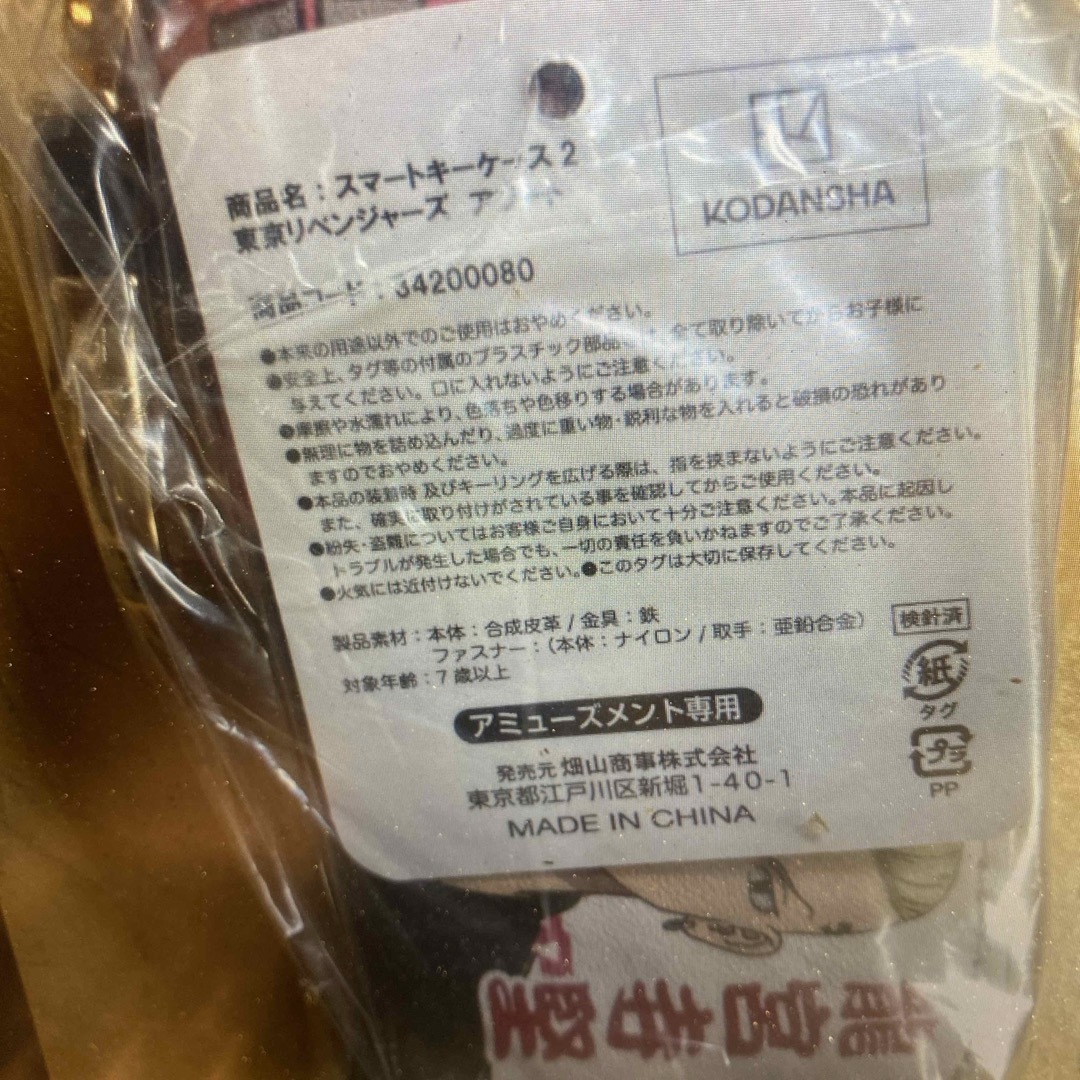 商品名：スマートキーケース2
東京リベンジャーズ アソート
KODANSHA
商品コード：34200080
●本来の用途以外でのご使用はおやめください。
●安全上、タグ等の付属のプラスチック部品 全て取り除いてからお子様に
与えてください。口に入れないようにご注意ください。
●摩擦や水濡れにより、色落ちや色移りする場合があります。
●無理に物を詰め込んだり、過度に重い物・鋭利な物を入れると破損の恐れがあり
ますのでおやめください。
●本品の装着時及びキーリングを広げる際は、指を挟まないようにご注意ください。
また、確実に取り付けがされている事を確認してからご使用ください。
●紛失・盗難についてはお客様ご自身において十分ご注意ください。本品に起因し
トラブルが発生した場合でも、一切の責任を負いかねますのでご了承ください。
●火気には近付けないでください。●このタグは大切に保存してください。
製品素材：本体：合成皮革 / 金具：鉄
ファスナー：（本体：ナイロン / 取手：亜鉛合金）
対象年齢：7歳以上
検針済
紙
タグ
プラ
PP
アミューズメント専用
発売元 畑山商事株式会社
東京都江戸川区新堀1-40-1
MADE IN CHINA
龍宮寺堅